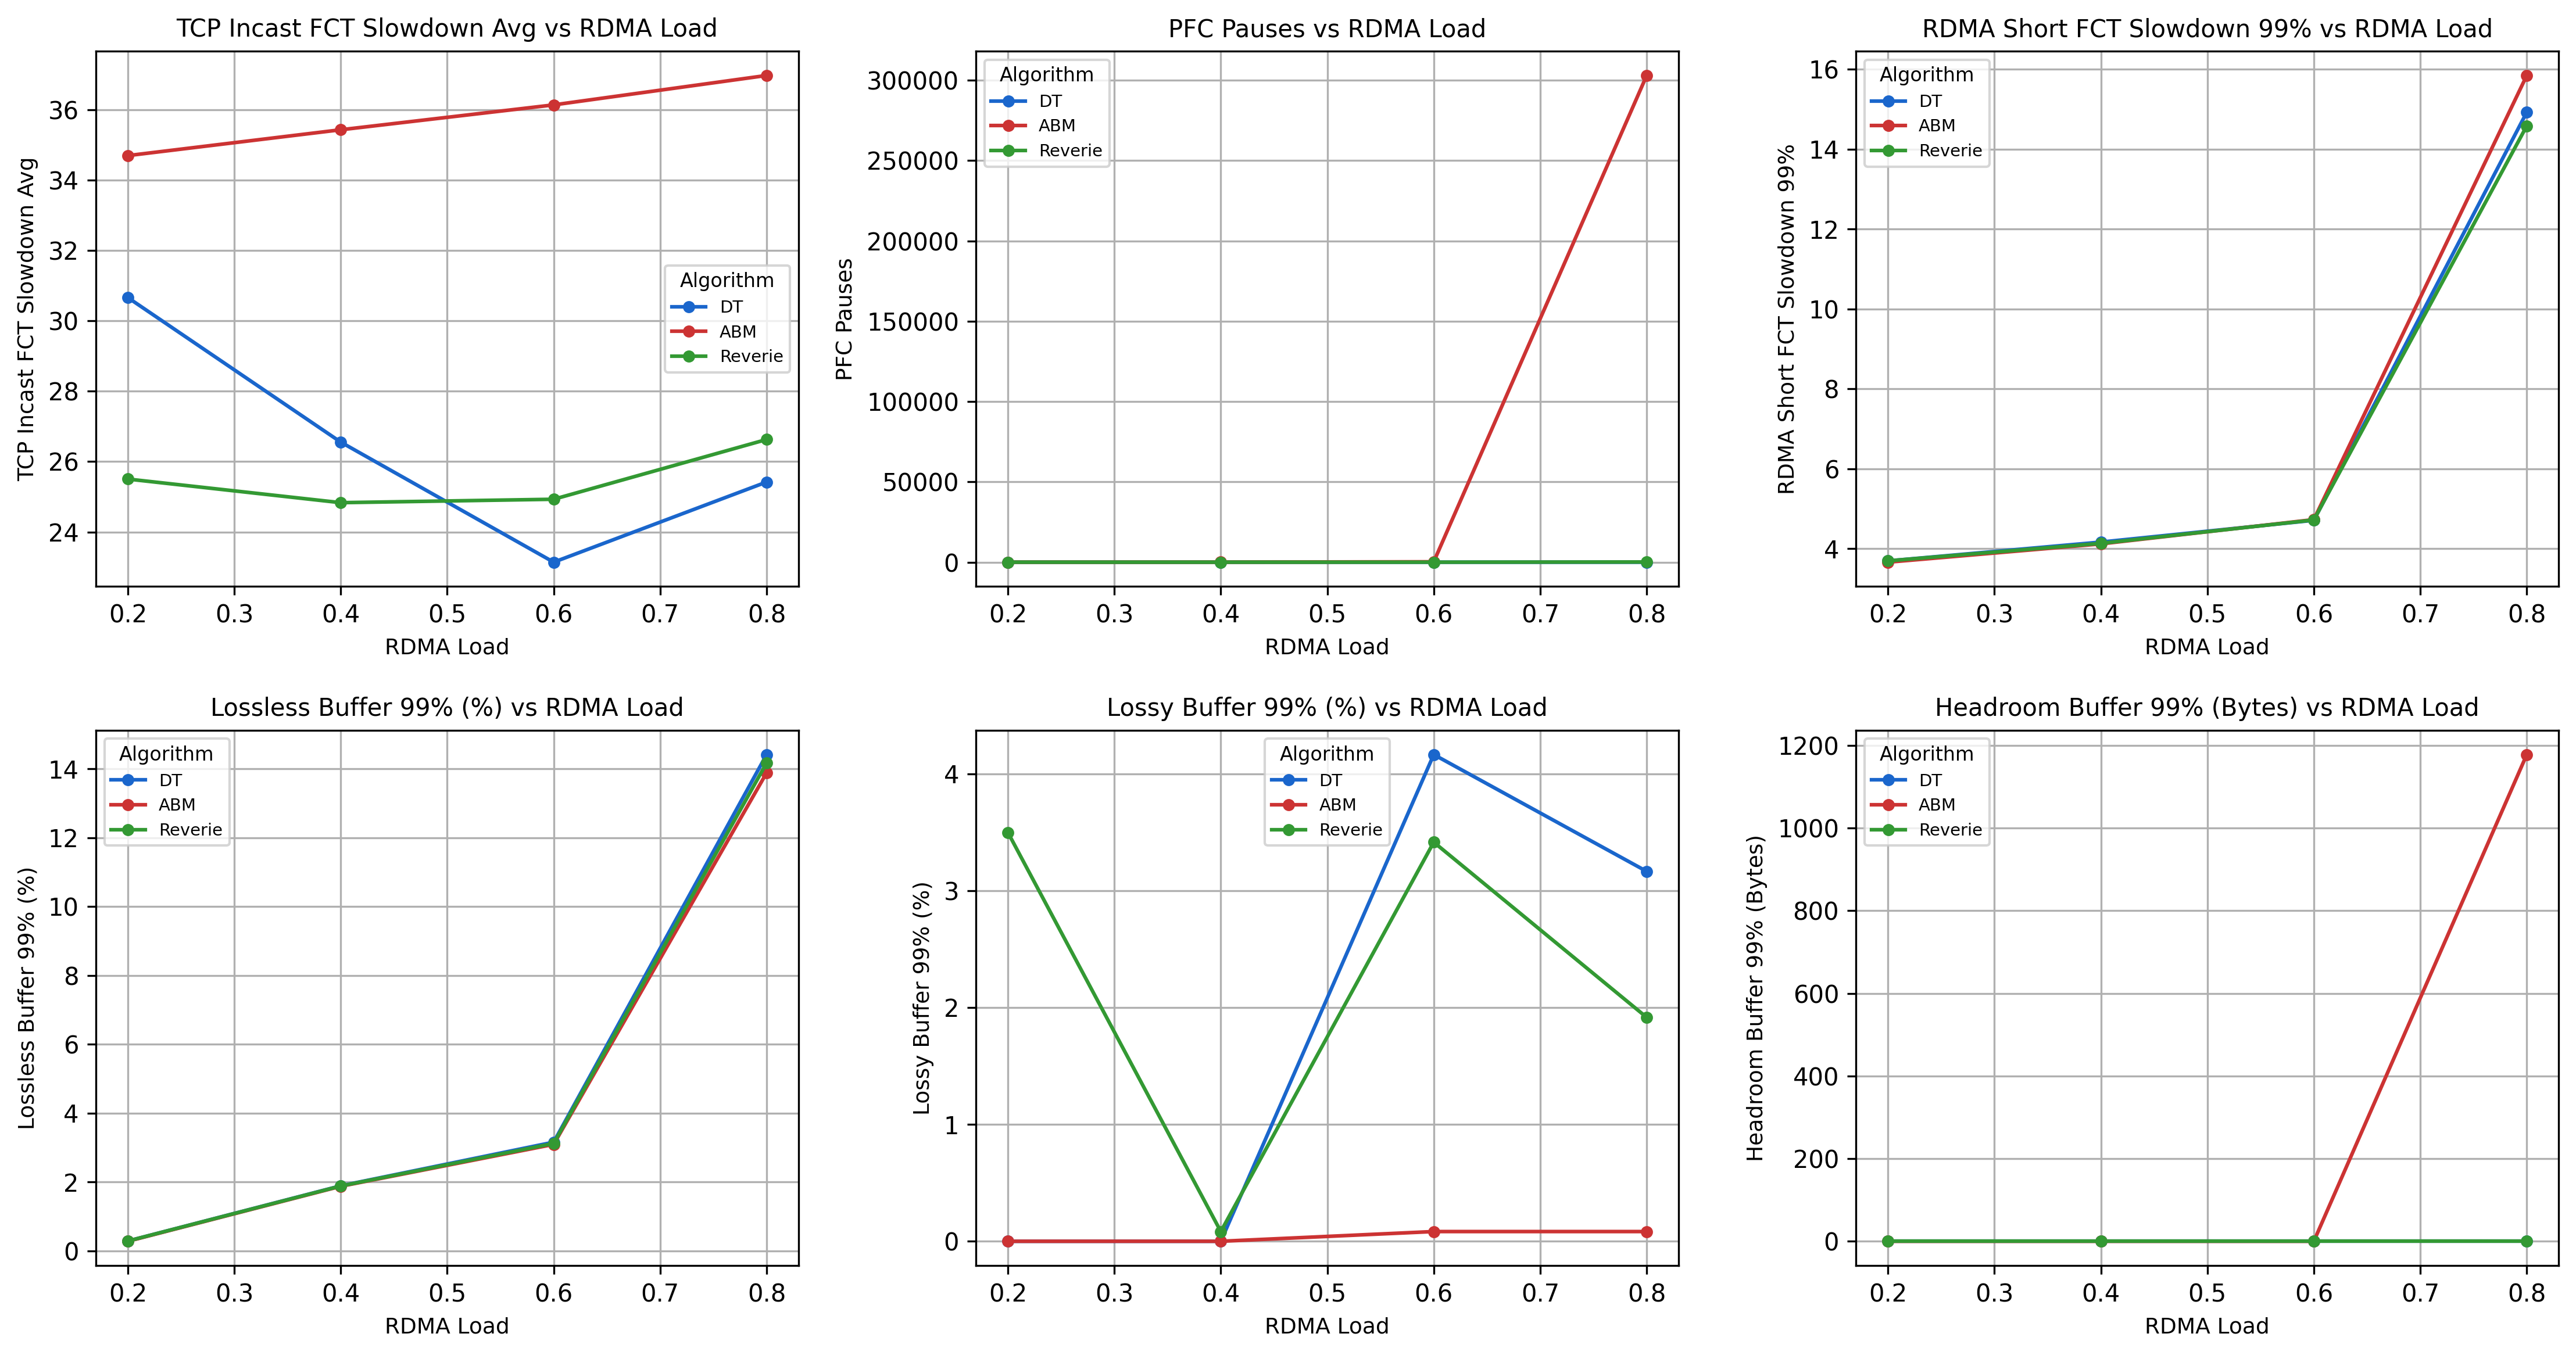 TCP Incast FCT Slowdown Avg vs RDMA Load
TCP Incast FCT Slowdown Avg
36
34
32
30
28
26
24
Algorithm
DT
ABM
Reverie
0.2 0.3 0.4 0.5 0.6 0.7 0.8
RDMA Load
PFC Pauses vs RDMA Load
PFC Pauses
300000
250000
200000
150000
100000
50000
0
Algorithm
DT
ABM
Reverie
0.2 0.3 0.4 0.5 0.6 0.7 0.8
RDMA Load
RDMA Short FCT Slowdown 99% vs RDMA Load
RDMA Short FCT Slowdown 99%
16
14
12
10
8
6
4
Algorithm
DT
ABM
Reverie
0.2 0.3 0.4 0.5 0.6 0.7 0.8
RDMA Load
Lossless Buffer 99% (%) vs RDMA Load
Lossless Buffer 99% (%)
14
12
10
8
6
4
2
0
Algorithm
DT
ABM
Reverie
0.2 0.3 0.4 0.5 0.6 0.7 0.8
RDMA Load
Lossy Buffer 99% (%) vs RDMA Load
Lossy Buffer 99% (%)
4
3
2
1
0
Algorithm
DT
ABM
Reverie
0.2 0.3 0.4 0.5 0.6 0.7 0.8
RDMA Load
Headroom Buffer 99% (Bytes) vs RDMA Load
Headroom Buffer 99% (Bytes)
1200
1000
800
600
400
200
0
Algorithm
DT
ABM
Reverie
0.2 0.3 0.4 0.5 0.6 0.7 0.8
RDMA Load